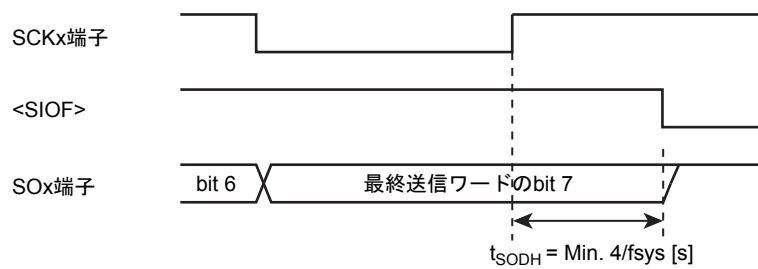 SCKx端子
<SIOF>
SOx端子
bit 6
最終送信ワードのbit 7
tSODH = Min. 4/fsys [s]